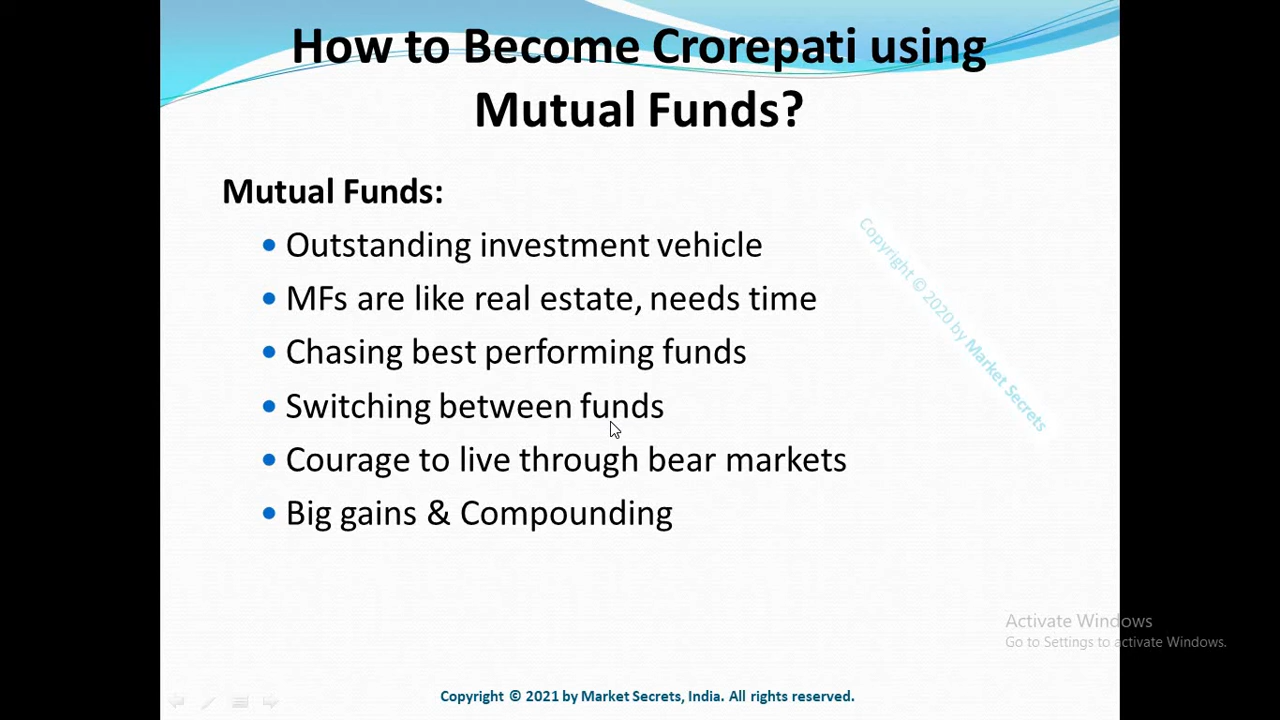 How to Become Crorepati using
Mutual Funds?
Mutual Funds:
• Outstanding investment vehicle
• MFs are like real estate, needs time
• Chasing best performing funds
• Switching between funds
• Courage to live through bear markets
• Big gains & Compounding
Copyright © 2020 by Market Secrets
Activate Windows
Go to Settings to activate Windows.
Copyright © 2021 by Market Secrets, India. All rights reserved.